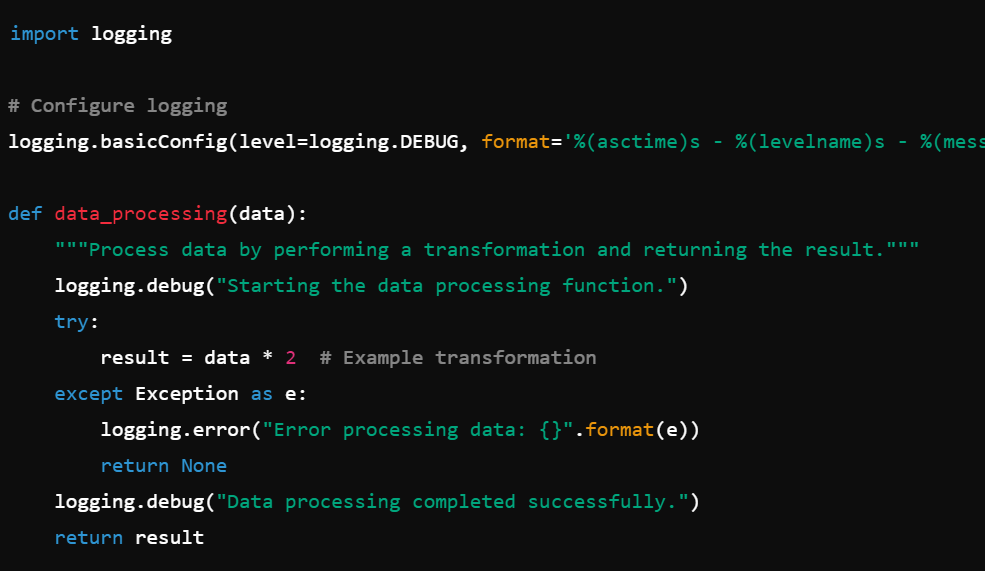 import logging
# Configure logging
logging.basicConfig(level=logging.DEBUG, format='%(asctime)s - %(levelname)s - %(mess
def data_processing(data):
    """Process data by performing a transformation and returning the result."""
    logging.debug("Starting the data processing function.")
    try:
        result = data * 2  # Example transformation
    except Exception as e:
        logging.error("Error processing data: {}".format(e))
        return None
    logging.debug("Data processing completed successfully.")
    return result